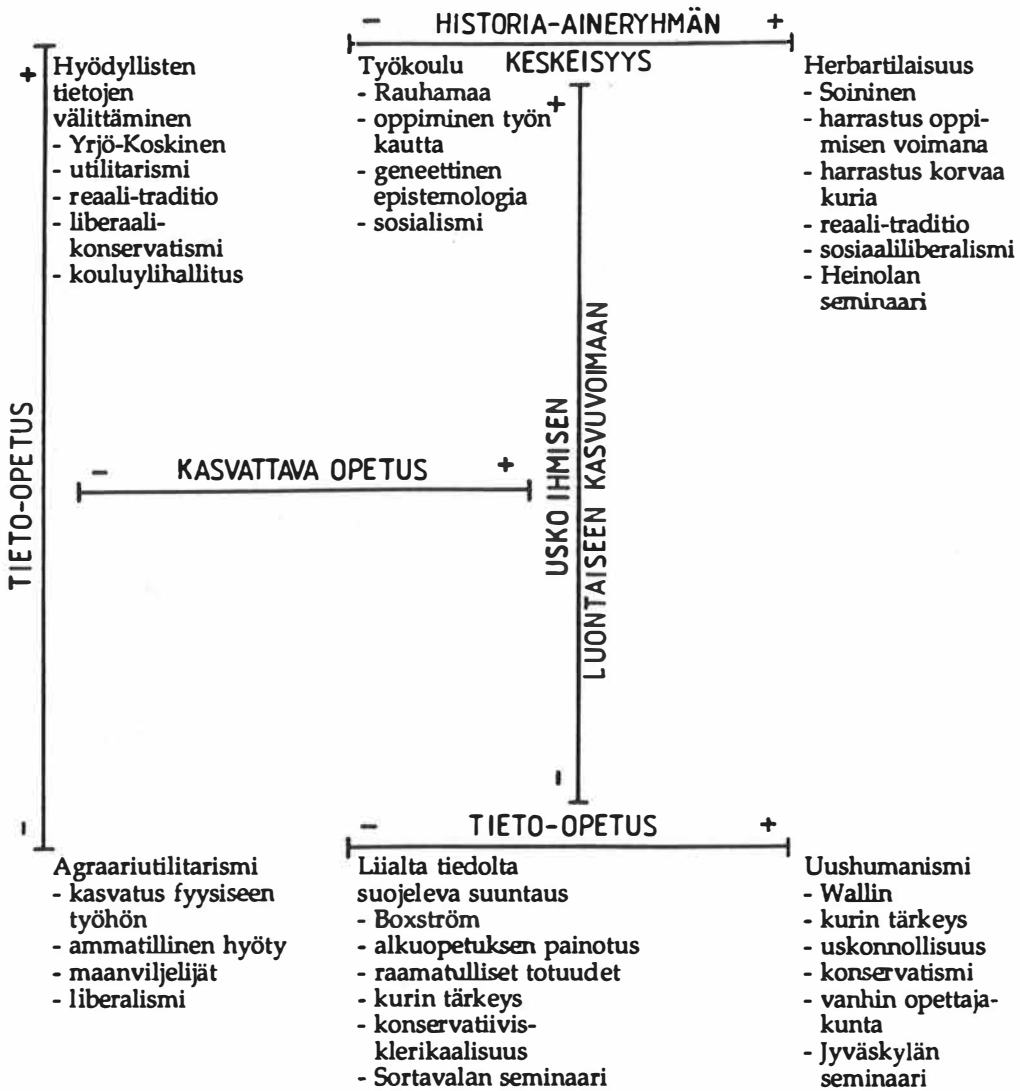 - HISTORIA-AINERYHMÄN +
KESKEISYYS
+
Hyödyllisten
tietojen
välittäminen
- Yrjö-Koskinen
- utilitarismi
- reaali-traditio
- liberaali-
konservatismi
- kouluylihallitus
Työkoulu
- Rauhamaa
- oppiminen työn
kautta
- geneettinen
epistemologia
- sosialismi
Herbartilaisuus
- Soininen
- harrastus oppi-
misen voimana
- harrastus korvaa
kuria
- reaali-traditio
- sosiaaliliberalismi
- Heinolan
seminaari
TIETO-OPETUS
-
- KASVATTAVA OPETUS +
+
USKO IHMISEN
LUONTAISEEN KASVUVOIMAAN
-
- TIETO-OPETUS +
Agraariutilitarismi
- kasvatus fyysiseen
työhön
- ammatillinen hyöty
- maanviljelijät
- liberalismi
Liialta tiedolta
suojeleva suuntaus
- Boxström
- alkuopetuksen painotus
- raamatulliset totuudet
- kurin tärkeys
- konservatiivis-
klerikaalisuus
- Sortavalan seminaari
Uushumanismi
- Wallin
- kurin tärkeys
- uskonnollisuus
- konservatismi
- vanhin opettaja-
kunta
- Jyväskylän
seminaari